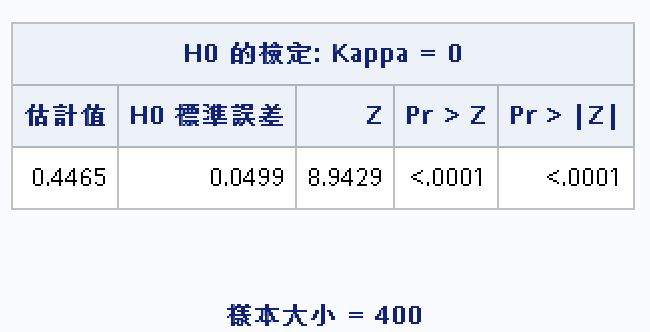 H0 的檢定: Kappa = 0
估計值 H0 標準誤差 Z Pr > Z Pr > |Z|
0.4465 0.0499 8.9429 <.0001 <.0001
樣本大小 = 400